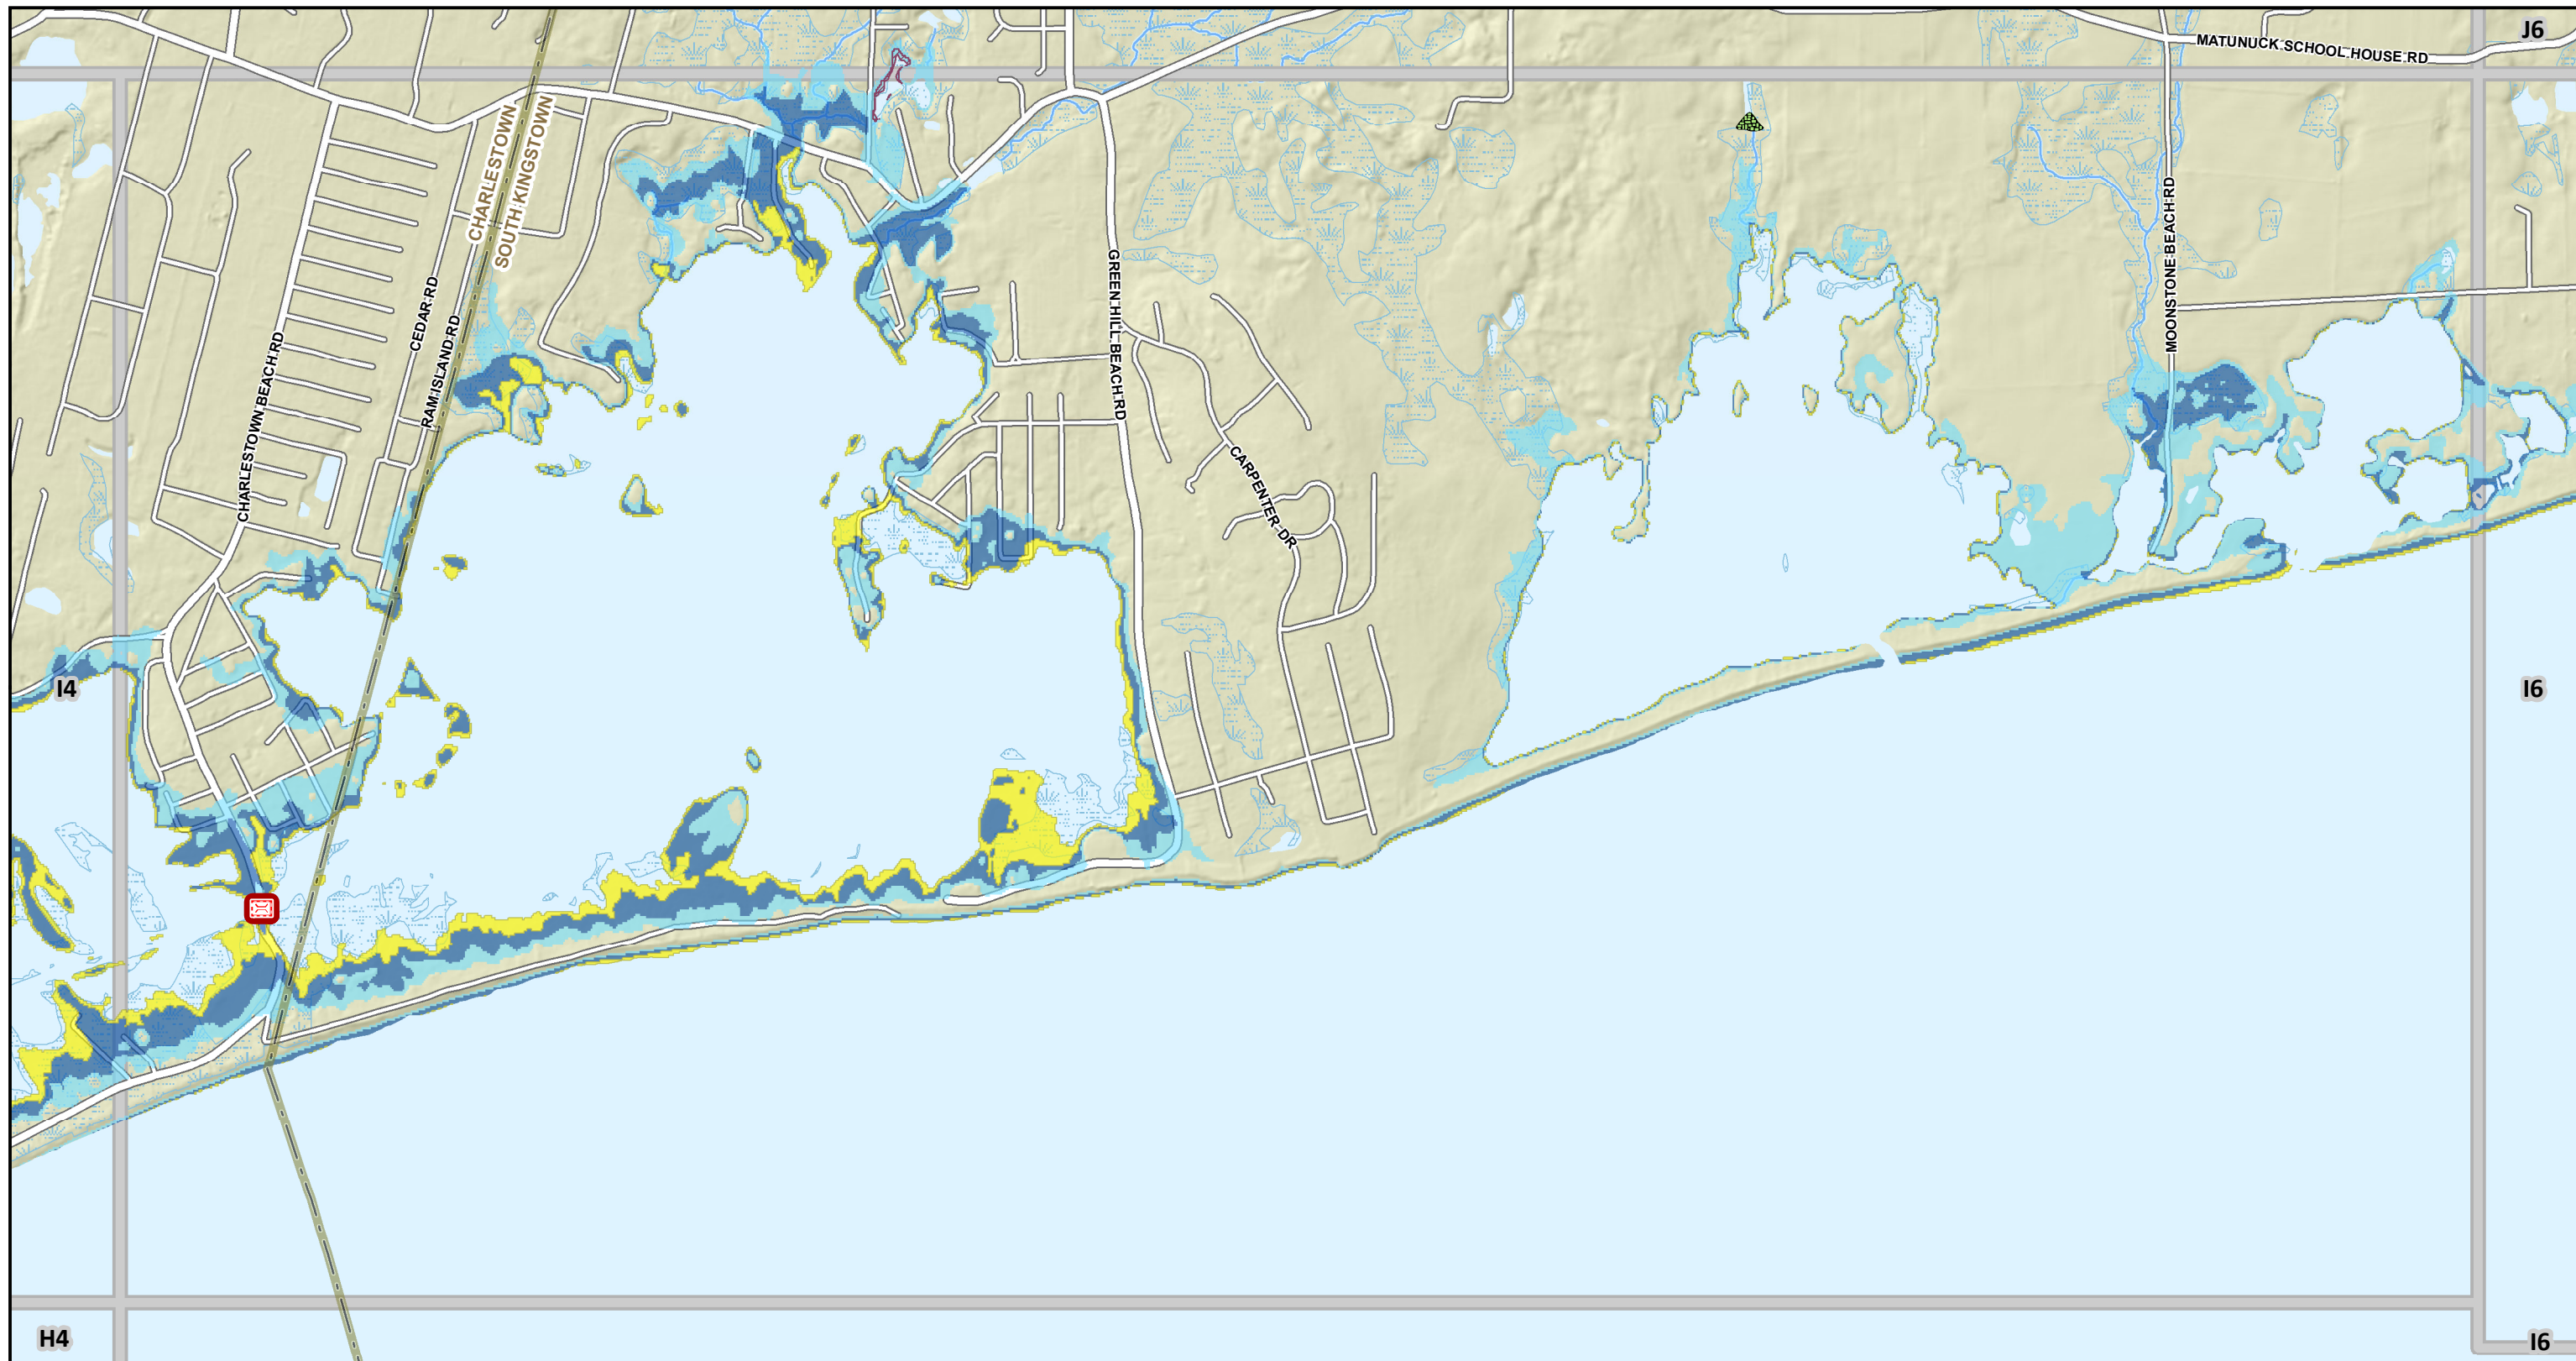 J6
MATUNUCK SCHOOL HOUSE RD
CHARLESTOWN
SOUTH KINGSTOWN
MOONSTONE BEACH RD
GREEN HILL BEACH RD
CEDAR RD
RAM ISLAND RD
CHARLESTOWN BEACH RD
CARPENTER DR
I4
I6
H4
I6